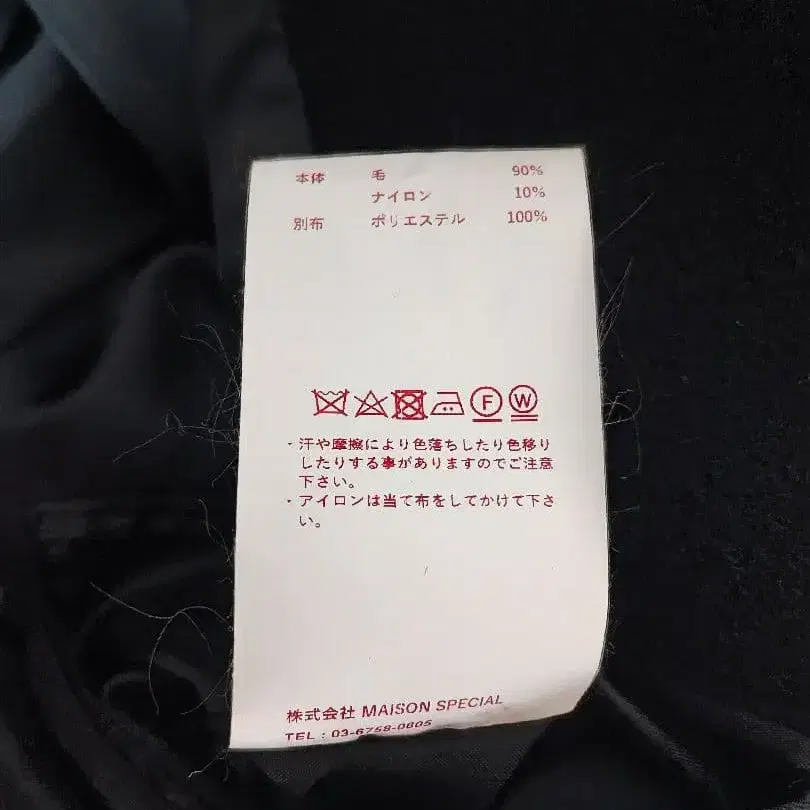 本体 毛 90%
ナイロン 10%
別布 ポリエステル 100%
F W
・汗や摩擦により色落ちしたり色移り
したりする事がありますのでご注意
下さい。
・アイロンは当て布をしてかけて下さ
い。
株式会社 MAISON SPECIAL
TEL : 03-6758-0805